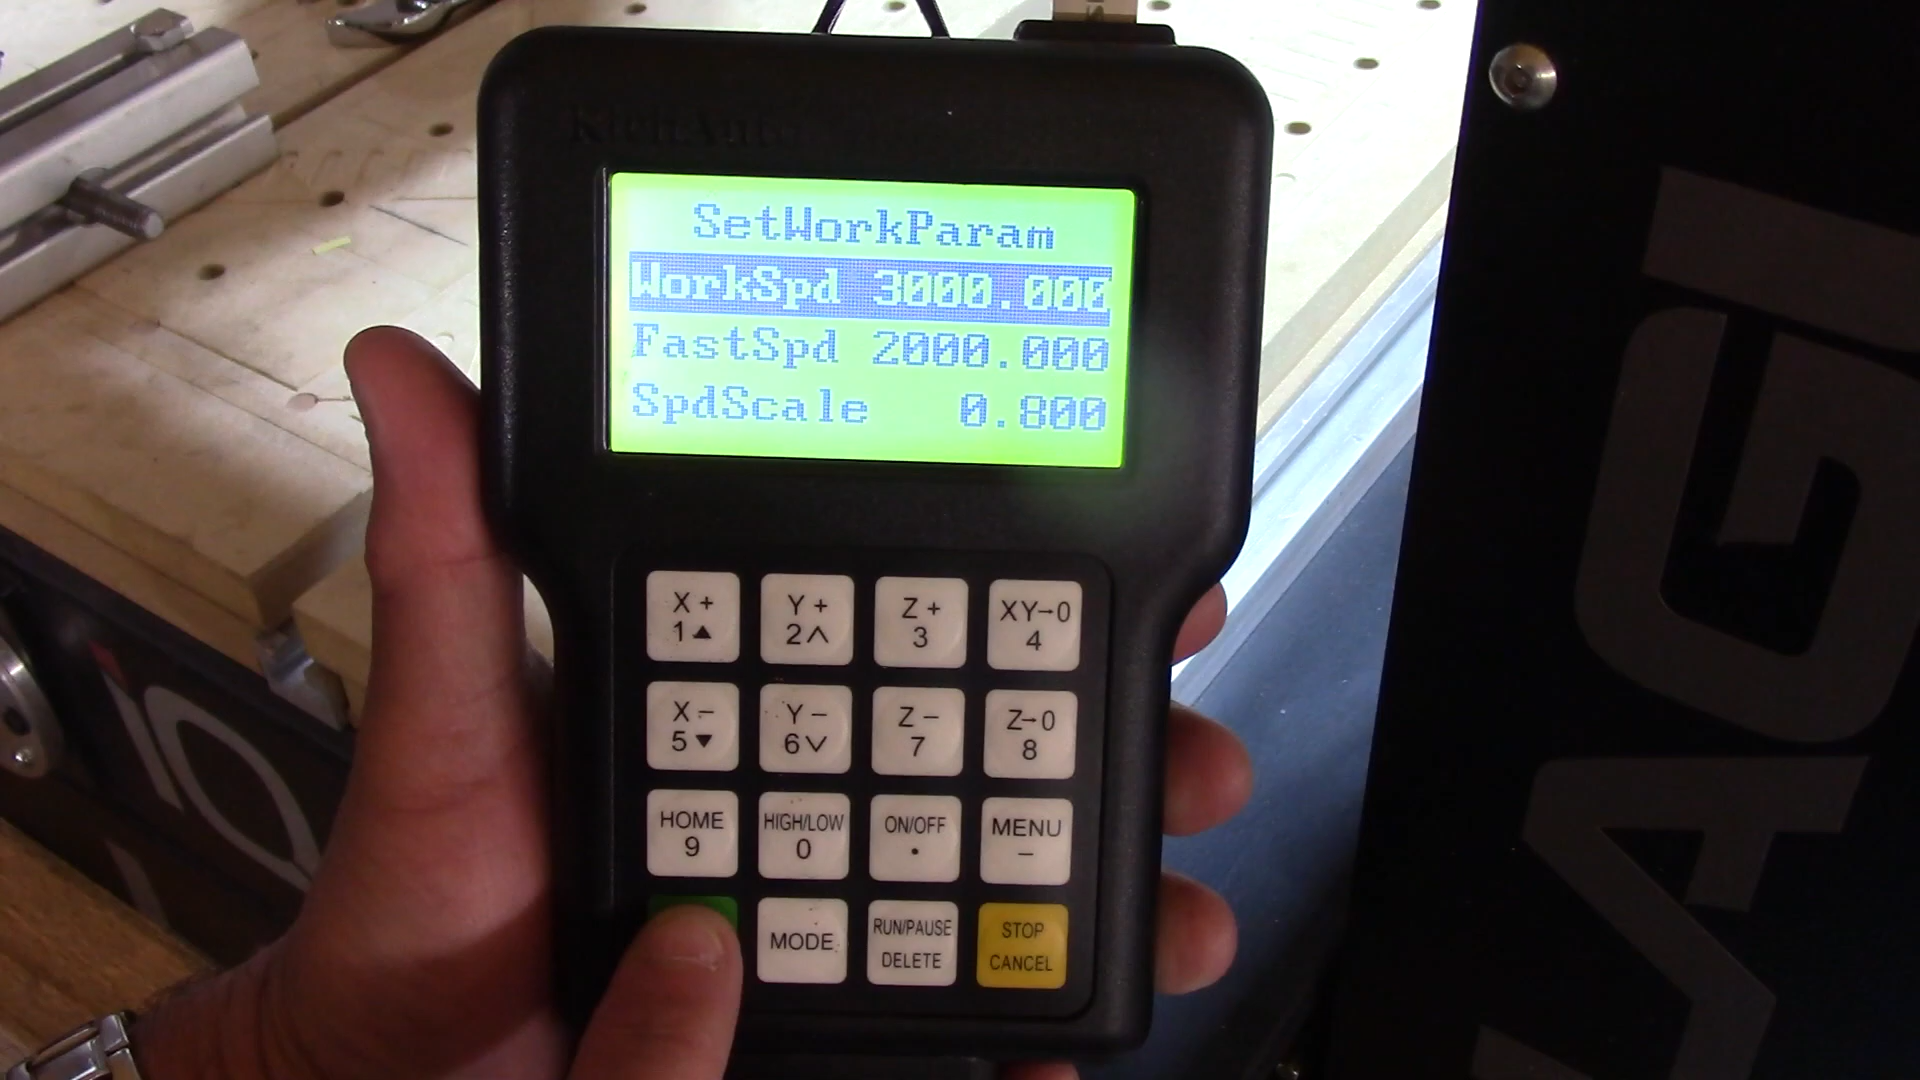 RichAuto
SetWorkParam
WorkSpd 3000.000
FastSpd 2000.000
SpdScale 0.800
X+ Y+ Z+ XY→0
1▲ 2∧ 3 4
X- Y- Z- Z→0
5▼ 6∨ 7 8
HOME HIGH/LOW ON/OFF MENU
9 0 • –
MODE RUN/PAUSE STOP
DELETE CANCEL